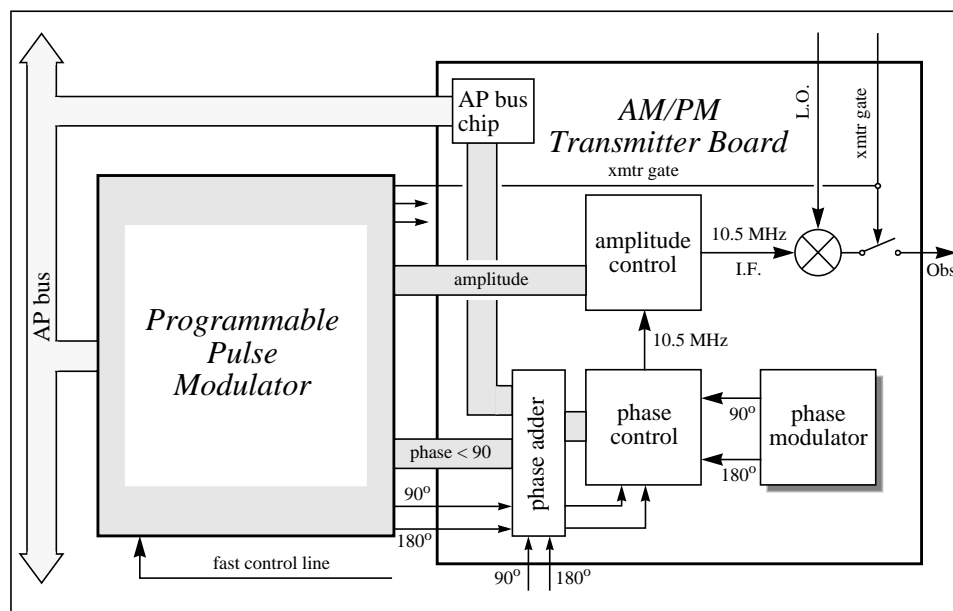 AP bus
chip
AM/PM
Transmitter Board
L.O.
xmtr gate
xmtr gate
amplitude
control
10.5 MHz
I.F.
Obs
amplitude
AP bus
Programmable
Pulse
Modulator
10.5 MHz
phase adder
phase
control
90°
180°
phase
modulator
phase < 90
90°
180°
fast control line
90°
180°